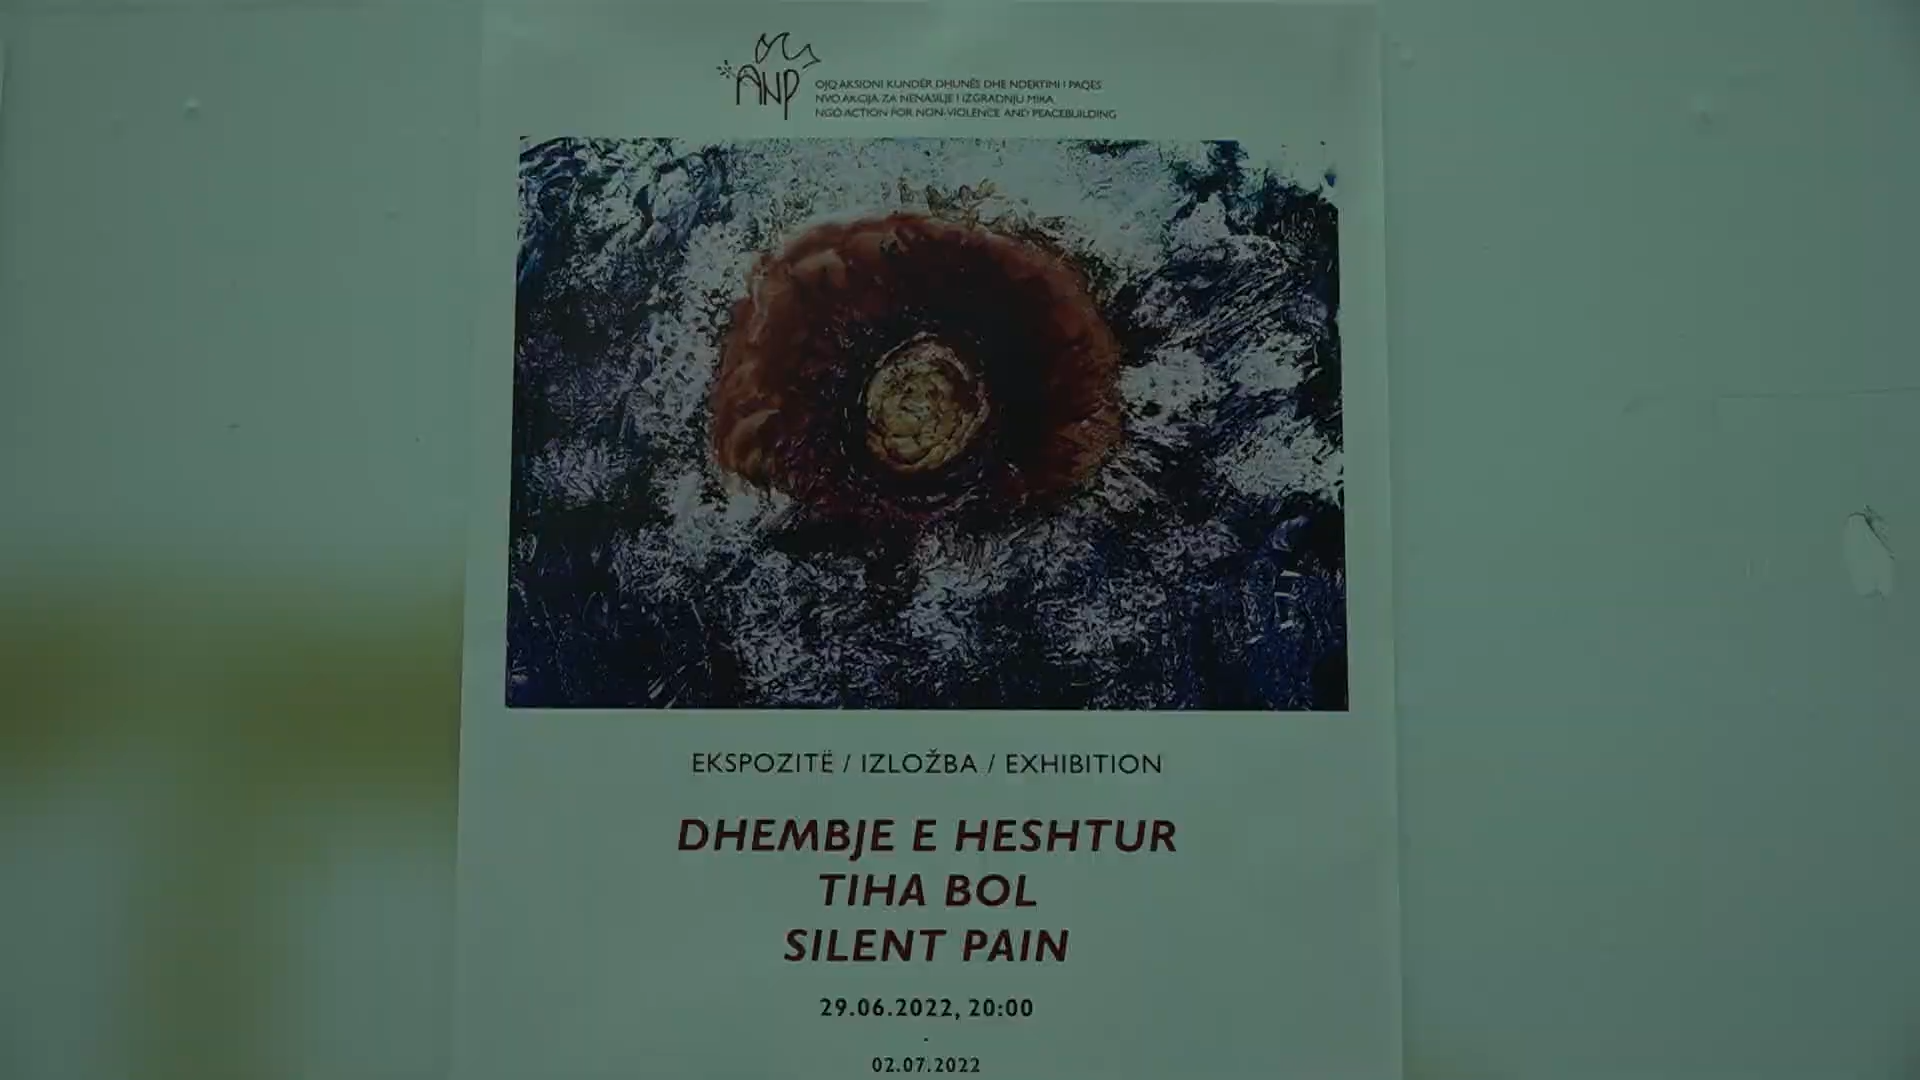 ANP
OJQ AKSIONI KUNDËR DHUNËS DHE NDËRTIMI I PAQES
NVO AKCIJA ZA NENASILJE I IZGRADNJU MIRA
NGO ACTION FOR NON-VIOLENCE AND PEACEBUILDING
EKSPOZITË / IZLOŽBA / EXHIBITION
DHEMBJE E HESHTUR
TIHA BOL
SILENT PAIN
29.06.2022, 20:00
-
02.07.2022